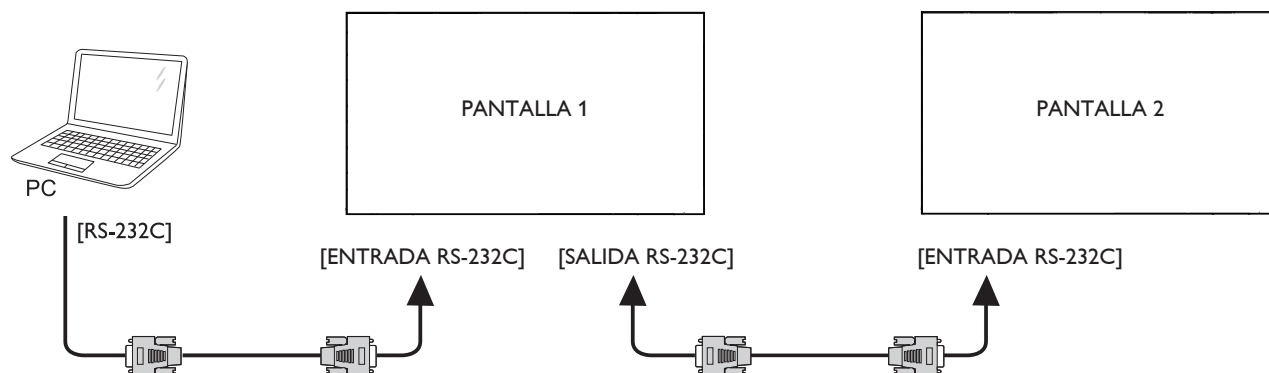 PANTALLA 1
PANTALLA 2
PC
[RS-232C]
[ENTRADA RS-232C]
[SALIDA RS-232C]
[ENTRADA RS-232C]